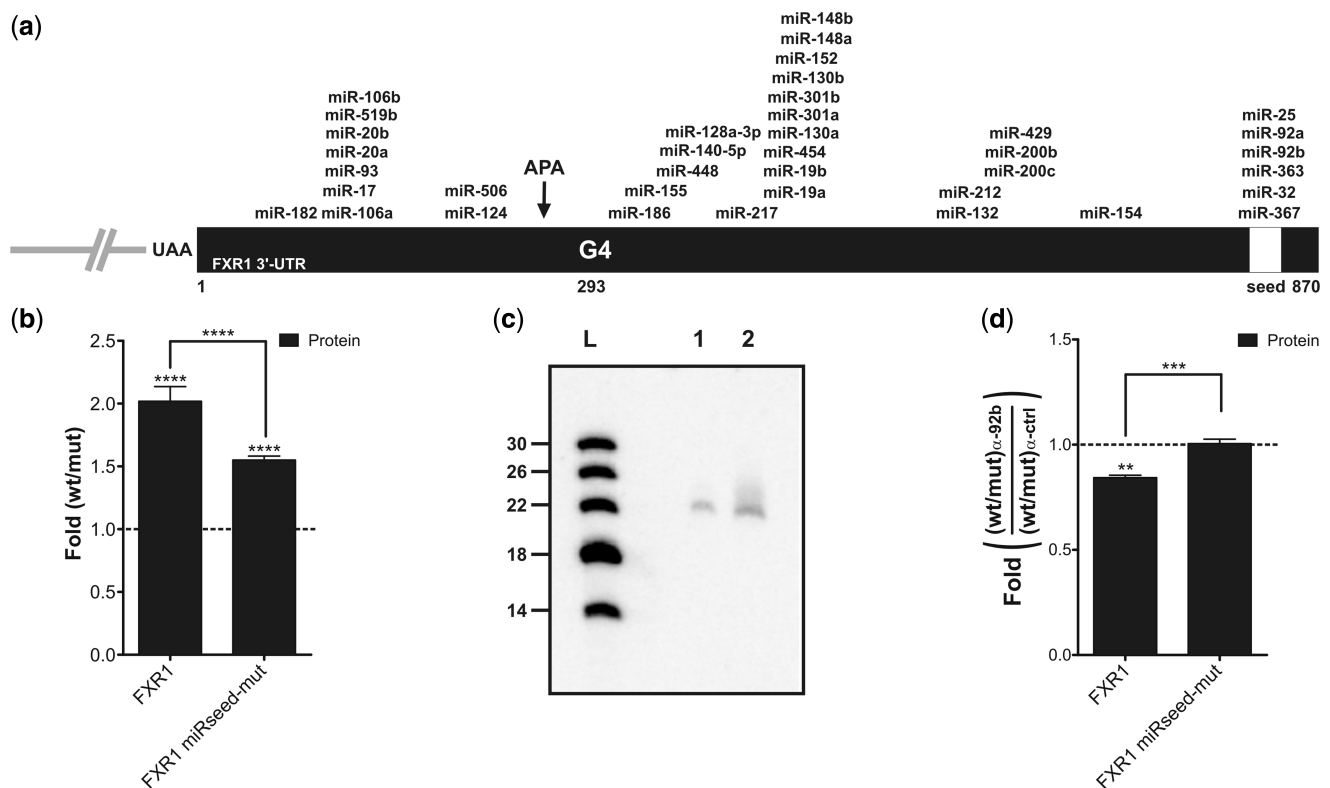 (a)
miR-148b
miR-148a
miR-152
miR-130b
miR-106b miR-301b miR-25
miR-519b miR-301a
miR-20b miR-128a-3p miR-130a miR-429 miR-92a
miR-20a miR-140-5p miR-454 miR-200b miR-92b
miR-93 APA miR-448 miR-19b miR-200c miR-363
miR-17 miR-506 miR-155 miR-19a miR-212 miR-32
miR-182 miR-106a miR-124 miR-186 miR-217 miR-132 miR-154 miR-367
UAA G4
FXR1 3'-UTR
1 293 seed 870
(b)
Fold (wt/mut)
2.5
2.0
1.5
1.0
0.5
0.0
****
****
****
Protein
FXR1
FXR1 miRseed-mut
(c)
L 1 2
30
26
22
18
14
(d)
Fold ( (wt/mut)α-92b
(wt/mut)α-ctrl )
1.5
1.0
0.5
0.0
***
**
Protein
FXR1
FXR1 miRseed-mut